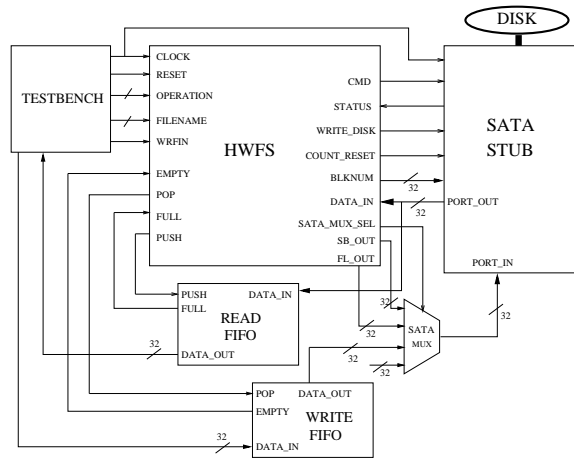 DISK
TESTBENCH
CLOCK
RESET
OPERATION
FILENAME
WRFIN
EMPTY
POP
FULL
PUSH
HWFS
CMD
STATUS
WRITE_DISK
COUNT_RESET
BLKNUM
DATA_IN
SATA_MUX_SEL
SB_OUT
FL_OUT
SATA
STUB
32
32
PORT_OUT
PORT_IN
PUSH
DATA_IN
FULL
READ
FIFO
DATA_OUT
32
32
32
32
32
SATA
MUX
32
POP
DATA_OUT
EMPTY
WRITE
FIFO
DATA_IN
32